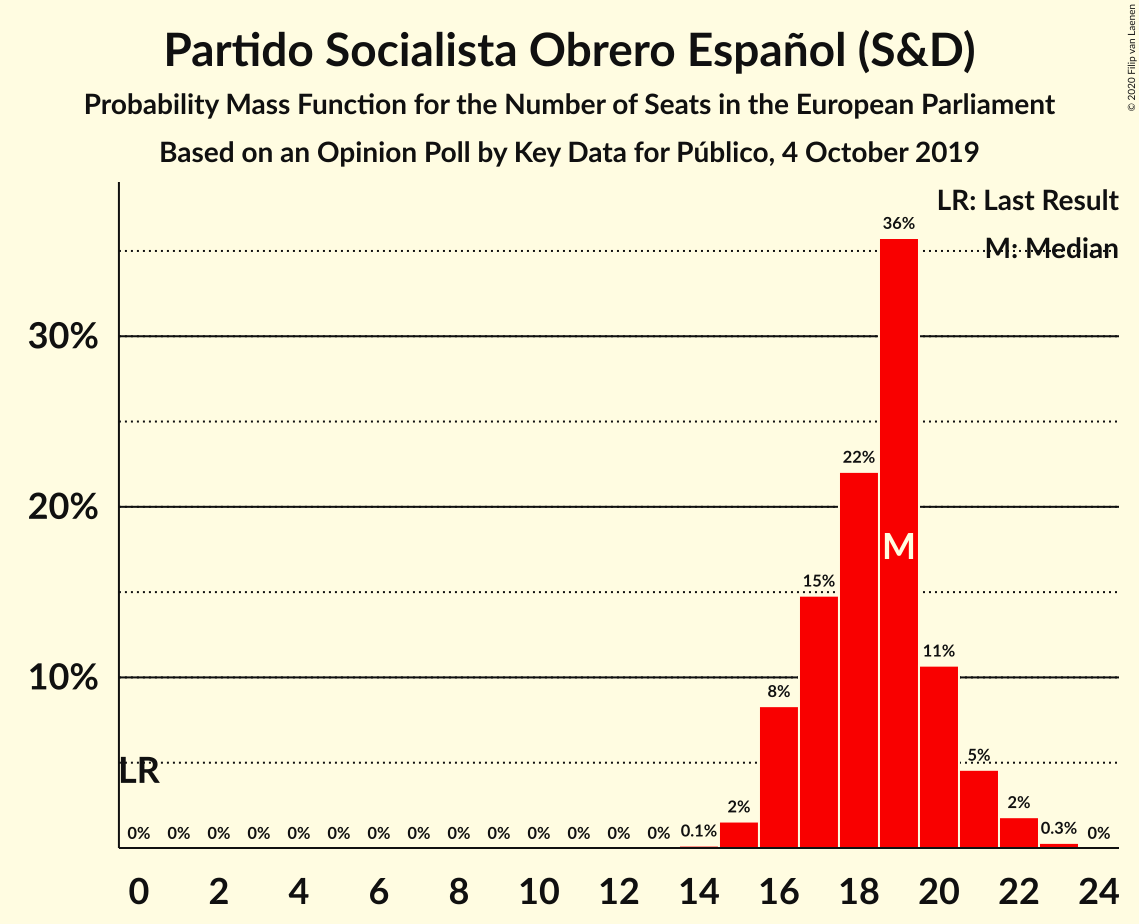 Partido Socialista Obrero Español (S&D)
Probability Mass Function for the Number of Seats in the European Parliament
Based on an Opinion Poll by Key Data for Público, 4 October 2019
© 2020 Filip van Laenen
LR: Last Result
M: Median
36%
30%
22%
20%
M
15%
11%
10%
8%
5%
LR
2%
2%
0% 0% 0% 0% 0% 0% 0% 0% 0% 0% 0% 0% 0% 0% 0.1% 0.3% 0%
0 2 4 6 8 10 12 14 16 18 20 22 24